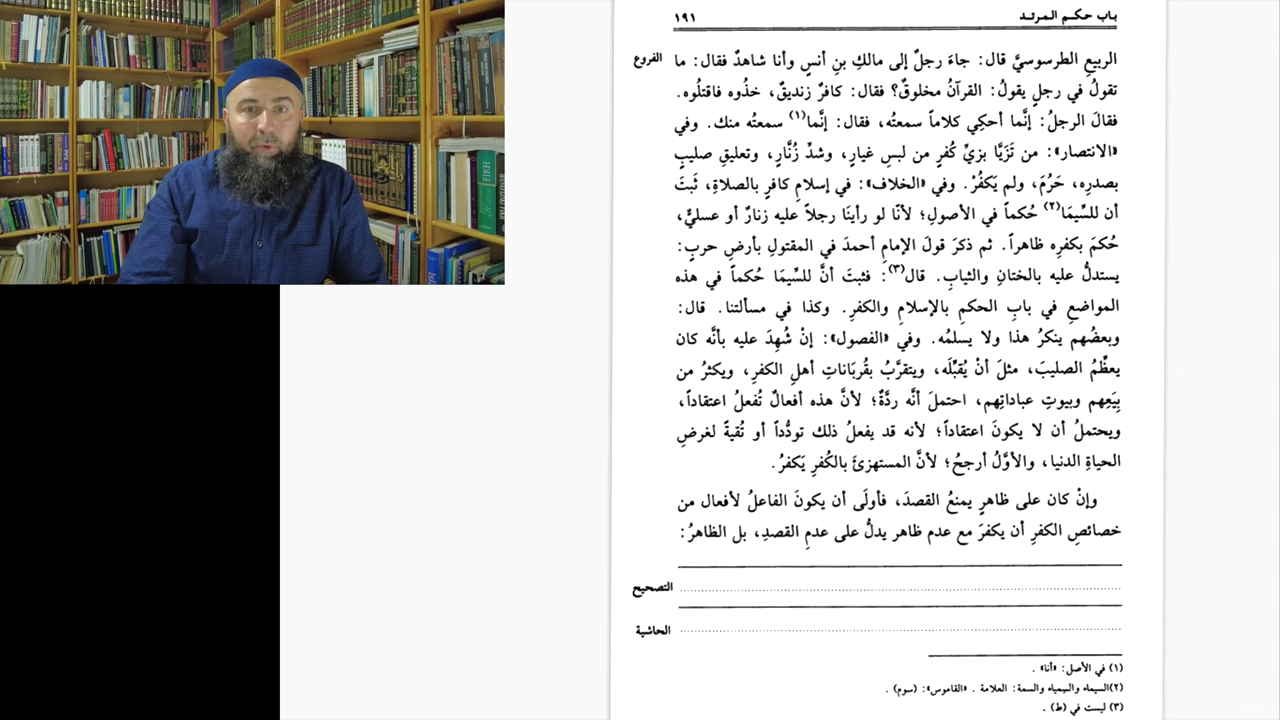 باب حكم المرتد
١٩١
الربيعِ الطرسوسيَّ قال: جاءَ رجلٌ إلى مالكِ بنِ أنسٍ وأنا شاهدٌ فقال: ما
الفروع
تقولُ في رجلٍ يقولُ: القرآنُ مخلوقٌ؟ فقال: كافرٌ زنديقٌ، خذُوه فاقتلُوه.
فقالَ الرجلُ: إنَّما أحكِي كلاماً سمعتُه، فقال: إنَّما(١) سمعتُه منك. وفي
«الانتصار»: من تَزَيَّا بزيِّ كُفرٍ من لبسِ غيارٍ، وشدِّ زُنَّارٍ، وتعليقِ صليبٍ
بصدرِه، حَرُمَ، ولم يَكفُرْ. وفي «الخلاف»: في إسلامِ كافرٍ بالصلاةِ، ثَبتَ
أن للسِّيمَا(٢) حُكماً في الأصولِ؛ لأنّا لو رأينَا رجلاً عليه زنارٌ أو عسليٌّ،
حُكمَ بكفرِه ظاهراً. ثم ذكرَ قولَ الإمامِ أحمدَ في المقتولِ بأرضِ حربٍ:
يستدلُّ عليه بالختانِ والثيابِ. قال(٣): فثبتَ أنَّ للسِّيمَا حُكماً في هذه
المواضعِ في بابِ الحكمِ بالإسلامِ والكفرِ. وكذا في مسألتنا. قال:
وبعضُهم ينكرُ هذا ولا يسلمُه. وفي «الفصول»: إنْ شُهِدَ عليه بأنَّه كان
يعظِّمُ الصليبَ، مثلَ أنْ يُقبِّلَه، ويتقرَّبُ بقُربَاناتِ أهلِ الكفرِ، ويكثرُ من
بِيَعِهم وبيوتِ عباداتِهم، احتملَ أنَّه ردَّةٌ؛ لأنَّ هذه أفعالٌ تُفعلُ اعتقاداً،
ويحتملُ أن لا يكونَ اعتقاداً؛ لأنه قد يفعلُ ذلك تودُّداً أو تُقيةً لغرضِ
الحياةِ الدنيا، والأوَّلُ أرجحُ؛ لأنَّ المستهزئَ بالكُفرِ يَكفرُ.
وإنْ كان على ظاهرٍ يمنعُ القصدَ، فأولَى أن يكونَ الفاعلُ لأفعال من
خصائصِ الكفرِ أن يكفرَ مع عدم ظاهر يدلُّ على عدمِ القصدِ، بل الظاهرُ:
التصحيح
الحاشية
(١) في الأصل: «أنا».
(٢) السيماء والسيمياء والسمة: العلامة. «القاموس»: (سوم).
(٣) ليست في (ط).
FIKH